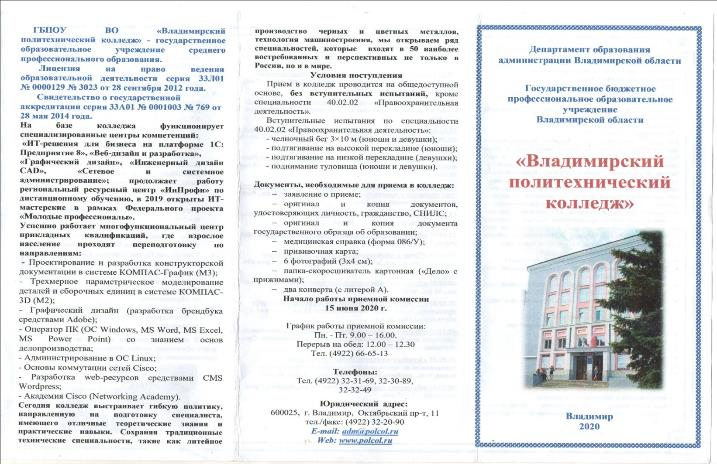 ГБПОУ ВО «Владимирский
политехнический колледж» - государственное
образовательное учреждение среднего
профессионального образования.
Лицензия на право ведения
образовательной деятельности серия 33Л01
№ 0000129 № 3023 от 28 сентября 2012 года.
Свидетельство о государственной
аккредитации серия 33А01 № 0001003 № 769 от
28 мая 2014 года.
На базе колледжа функционирует
специализированные центры компетенций:
«ИТ-решения для бизнеса на платформе 1С:
Предприятие 8», «Веб-дизайн и разработка»,
«Графический дизайн», «Инженерный дизайн
CAD», «Сетевое и системное
администрирование»; продолжает работу
региональный ресурсный центр «ИнПрофи» по
дистанционному обучению, в 2019 открыты ИТ-
мастерские в рамках Федерального проекта
«Молодые профессионалы».
Успешно работает многофункциональный центр
прикладных квалификаций, где взрослое
население проходят переподготовку по
направлениям:
- Проектирование и разработка конструкторской
документации в системе КОМПАС-График (М3);
- Трехмерное параметрическое моделирование
деталей и сборочных единиц в системе КОМПАС-
3D (М2);
- Графический дизайн (разработка брендбука
средствами Adobe);
- Оператор ПК (ОС Windows, MS Word, MS Excel,
MS Power Point) со знанием основ
делопроизводства;
- Администрирование в ОС Linux;
- Основы коммутации сетей Cisco;
- Разработка web-ресурсов средствами CMS
Wordpress;
- Академия Cisco (Networking Academy).
Сегодня колледж выстраивает гибкую политику,
направленную на подготовку специалиста,
имеющего отличные теоретические знания и
практические навыки. Сохраняя традиционные
технические специальности, такие как литейное
производство черных и цветных металлов,
технология машиностроения, мы открываем ряд
специальностей, которые входят в 50 наиболее
востребованных и перспективных не только в
России, но и в мире.
Условия поступления
Прием в колледж проводится на общедоступной
основе, без вступительных испытаний, кроме
специальности 40.02.02 «Правоохранительная
деятельность».
Вступительные испытания по специальности
40.02.02 «Правоохранительная деятельность»:
- челночный бег 3×10 м (юноши и девушки);
- подтягивание на высокой перекладине (юноши);
- подтягивание на низкой перекладине (девушки);
- поднимание туловища (юноши и девушки).
Документы, необходимые для приема в колледж:
– заявление о приеме;
– оригинал и копия документов,
удостоверяющих личность, гражданство, СНИЛС;
– оригинал и копия документа
государственного образца об образовании;
– медицинская справка (форма 086/У);
– прививочная карта;
– 6 фотографий (3х4 см);
– папка-скоросшиватель картонная («Дело» с
прижимами);
– два конверта (с литерой А).
Начало работы приемной комиссии
15 июня 2020 г.
График работы приемной комиссии:
Пн. - Пт. 9.00 – 16.00.
Перерыв на обед: 12.00 – 12.30
Тел. (4922) 66-65-13
Телефоны:
Тел. (4922) 32-31-69, 32-30-89,
32-32-49
Юридический адрес:
600025, г. Владимир, Октябрьский пр-т, 11
тел./факс: (4922) 32-20-90
E-mail: adm@polcol.ru
Web: www.polcol.ru
Департамент образования
администрации Владимирской области
Государственное бюджетное
профессиональное образовательное
учреждение
Владимирской области
«Владимирский
политехнический
колледж»
Владимир
2020